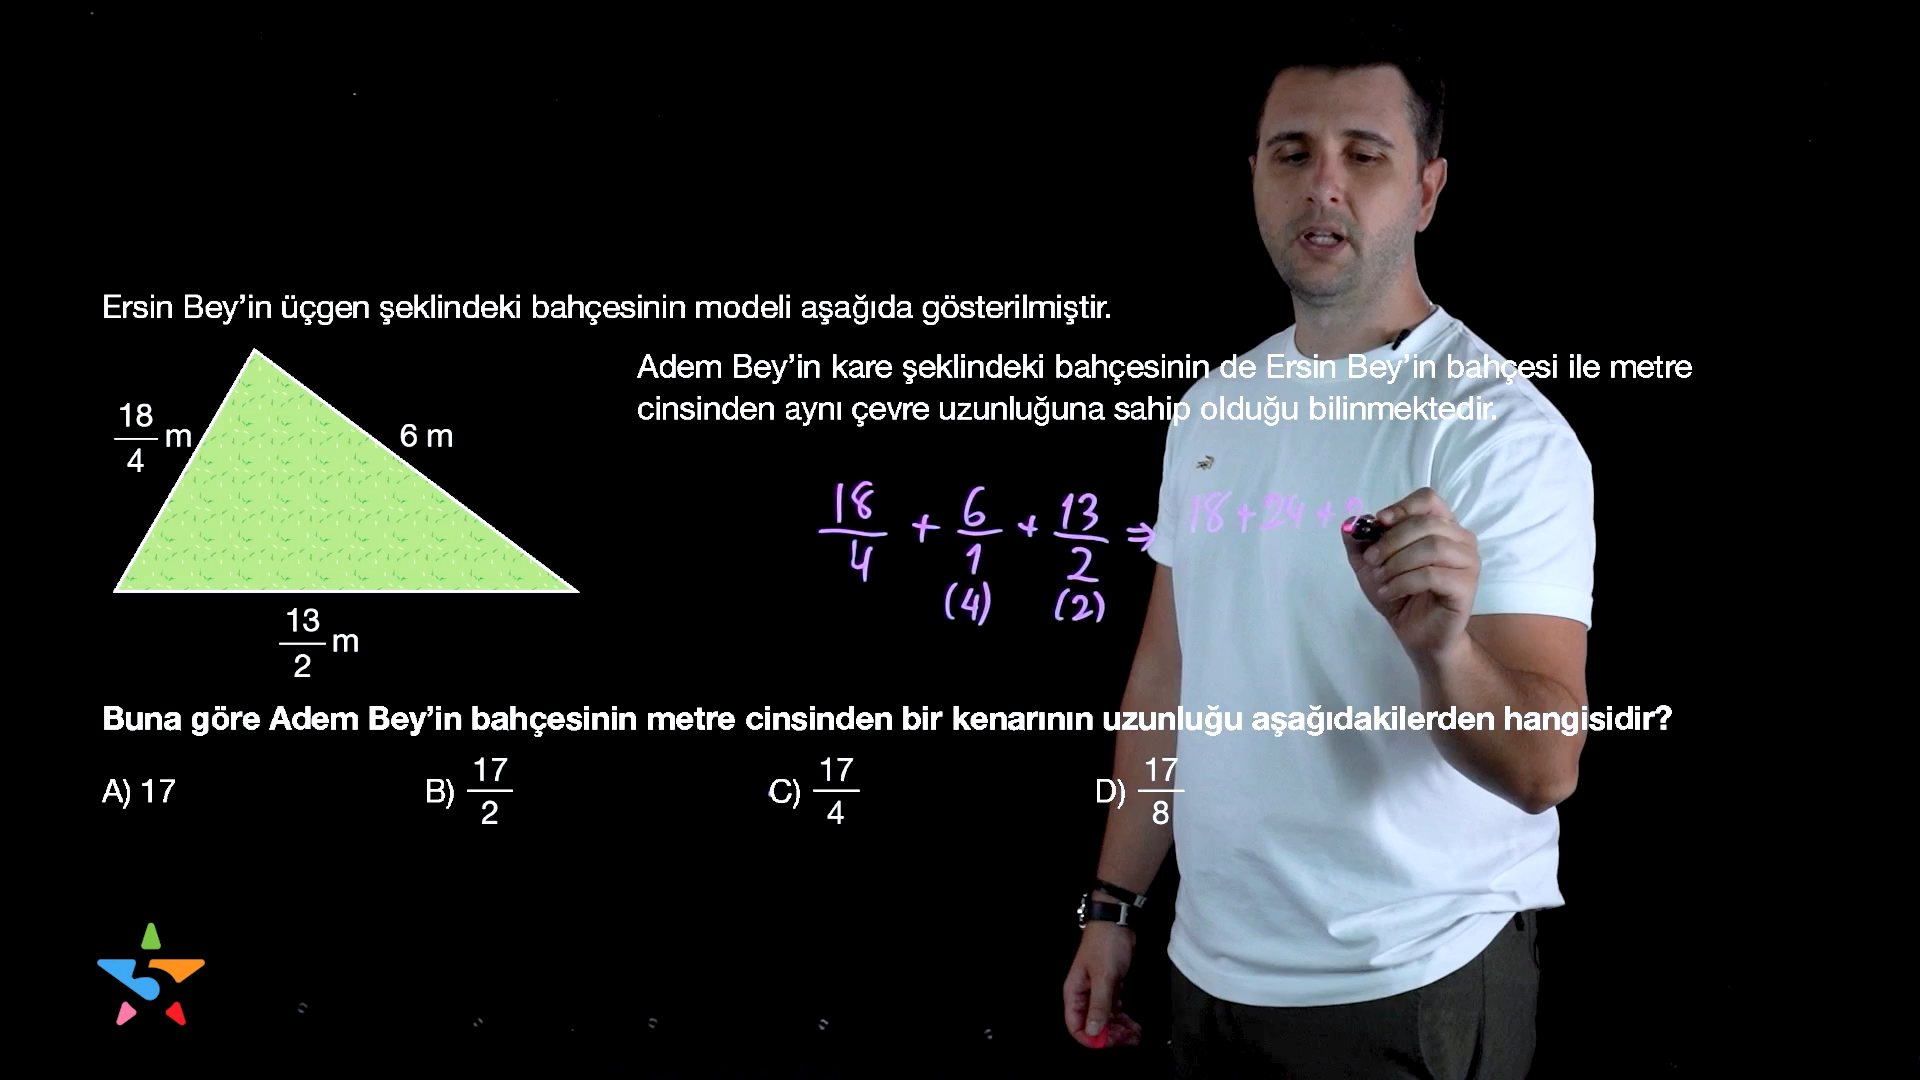 Ersin Bey’in üçgen şeklindeki bahçesinin modeli aşağıda gösterilmiştir.
Adem Bey’in kare şeklindeki bahçesinin de Ersin Bey’in bahçesi ile metre
cinsinden aynı çevre uzunluğuna sahip olduğu bilinmektedir.
18/4 m
6 m
13/2 m
18/4 + 6/1 + 13/2 ⇒ 18+24+
(4) (2)
Buna göre Adem Bey’in bahçesinin metre cinsinden bir kenarının uzunluğu aşağıdakilerden hangisidir?
A) 17 B) 17/2 C) 17/4 D) 17/8
5